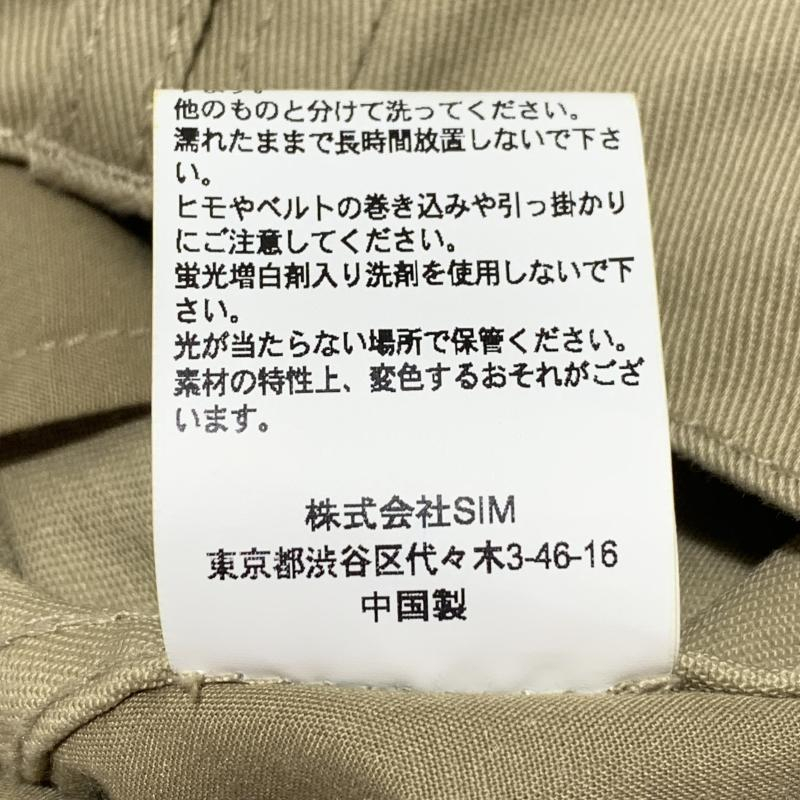 他のものと分けて洗ってください。
濡れたままで長時間放置しないで下さ
い。
ヒモやベルトの巻き込みや引っ掛かり
にご注意してください。
蛍光増白剤入り洗剤を使用しないで下
さい。
光が当たらない場所で保管ください。
素材の特性上、変色するおそれがござ
います。
株式会社SIM
東京都渋谷区代々木3-46-16
中国製